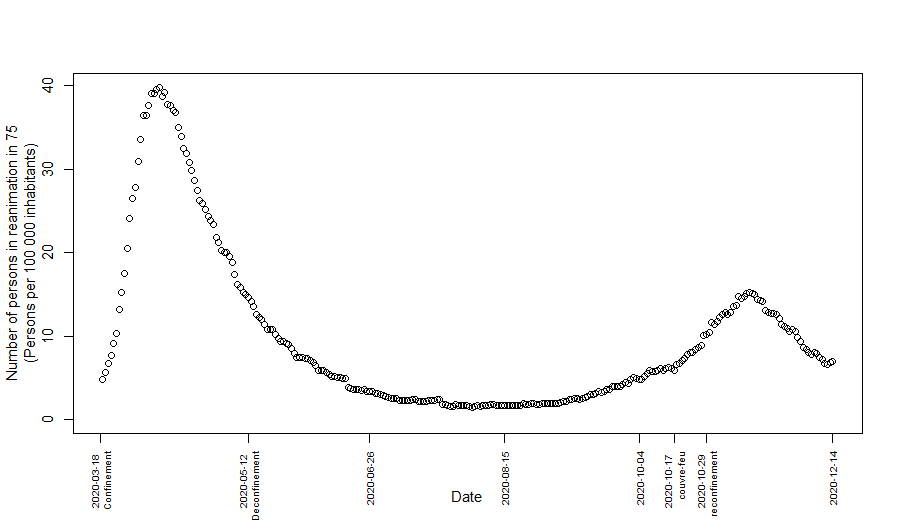 Number of persons in reanimation in 75
(Persons per 100 000 inhabitants)
40
30
20
10
0
2020-03-18
Confinement
2020-05-12
Deconfinement
2020-06-26
2020-08-15
2020-10-04
2020-10-17
couvre-feu
2020-10-29
reconfinement
2020-12-14
Date